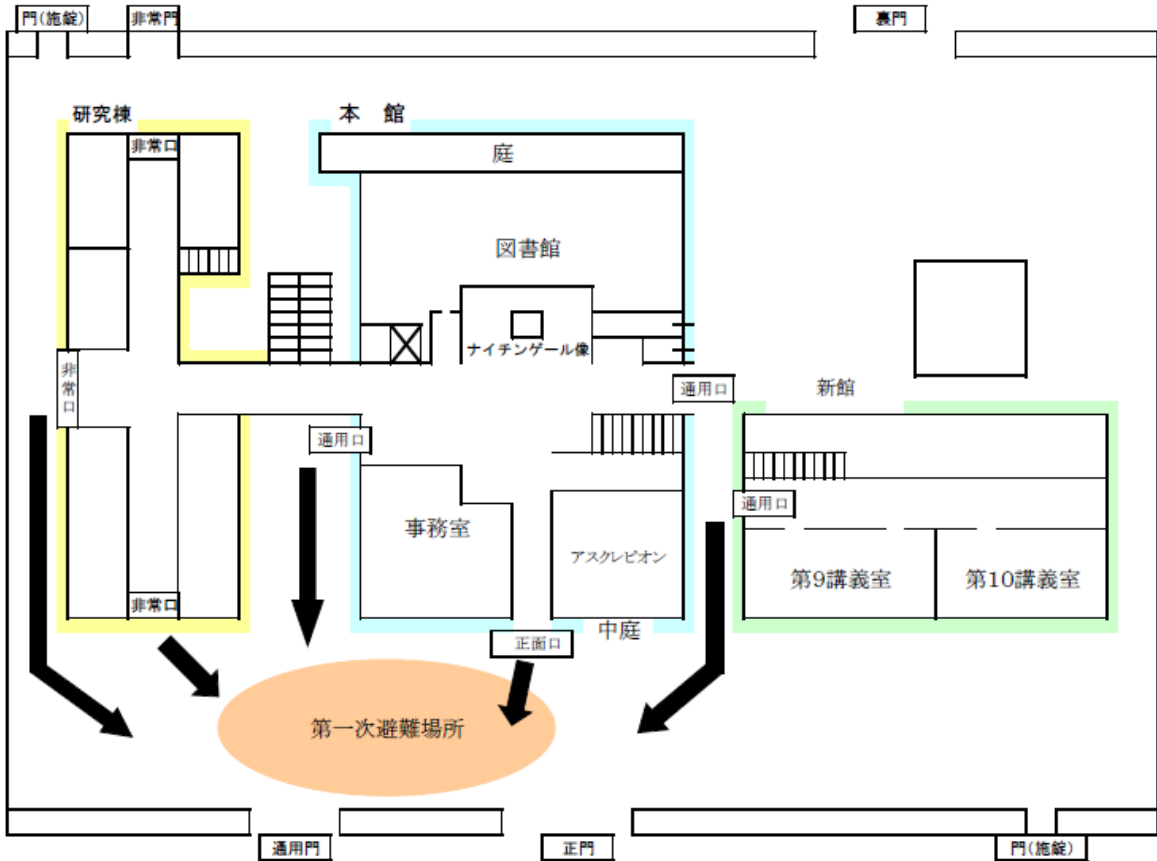 門(施錠)
非常門
裏門
研究棟
本 館
非常口
庭
図書館
ナイチンゲール像
非常口
通用口
新館
通用口
通用口
事務室
アスクレピオン
第9講義室
第10講義室
非常口
中庭
正面口
第一次避難場所
通用門
正門
門(施錠)